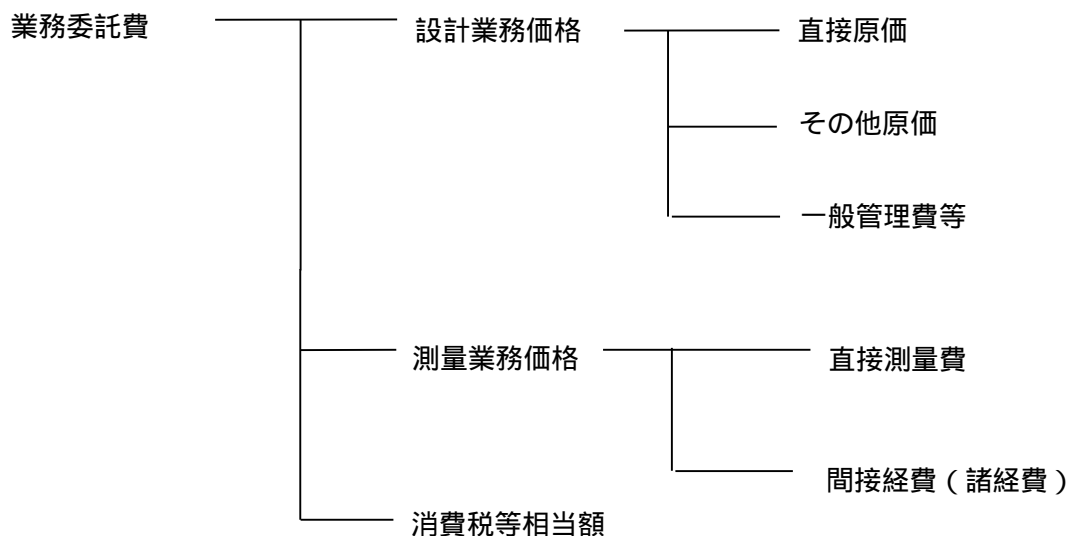 業務委託費
設計業務価格
直接原価
その他原価
一般管理費等
測量業務価格
直接測量費
間接経費(諸経費)
消費税等相当額